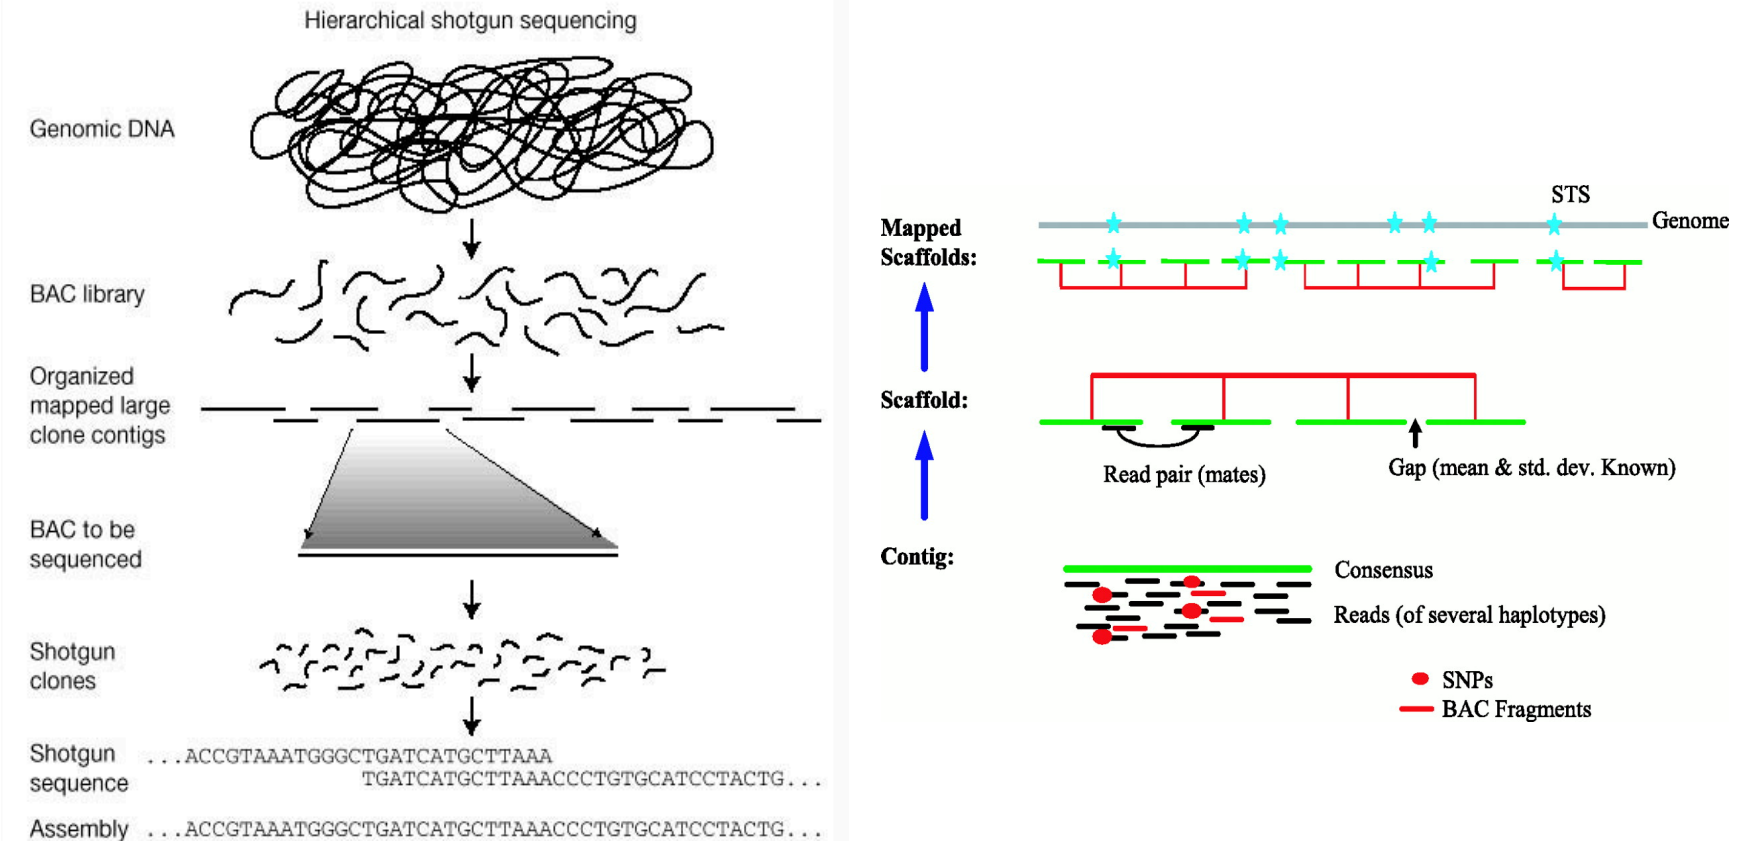 Hierarchical shotgun sequencing
Genomic DNA
BAC library
Organized
mapped large
clone contigs
BAC to be
sequenced
Shotgun
clones
Shotgun
sequence
...ACCGTAAATGGGCTGATCATGCTTAAA
TGATCATGCTTAAACCCTGTGCATCCTACTG...
Assembly
...ACCGTAAATGGGCTGATCATGCTTAAACCCTGTGCATCCTACTG...
STS
Genome
Mapped
Scaffolds:
Scaffold:
Read pair (mates)
Gap (mean & std. dev. Known)
Contig:
Consensus
Reads (of several haplotypes)
SNPs
BAC Fragments